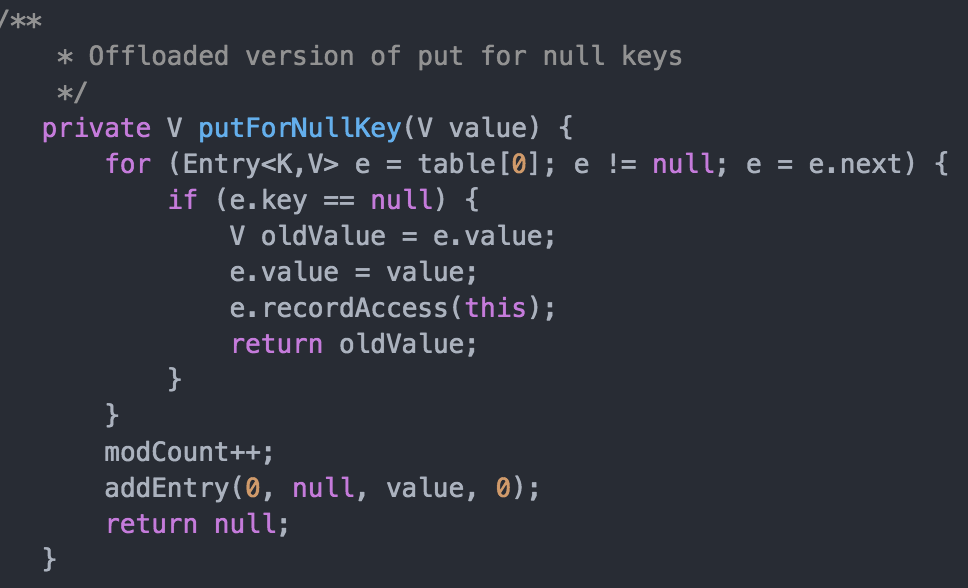 /**
     * Offloaded version of put for null keys
     */
    private V putForNullKey(V value) {
        for (Entry<K,V> e = table[0]; e != null; e = e.next) {
            if (e.key == null) {
                V oldValue = e.value;
                e.value = value;
                e.recordAccess(this);
                return oldValue;
            }
        }
        modCount++;
        addEntry(0, null, value, 0);
        return null;
    }